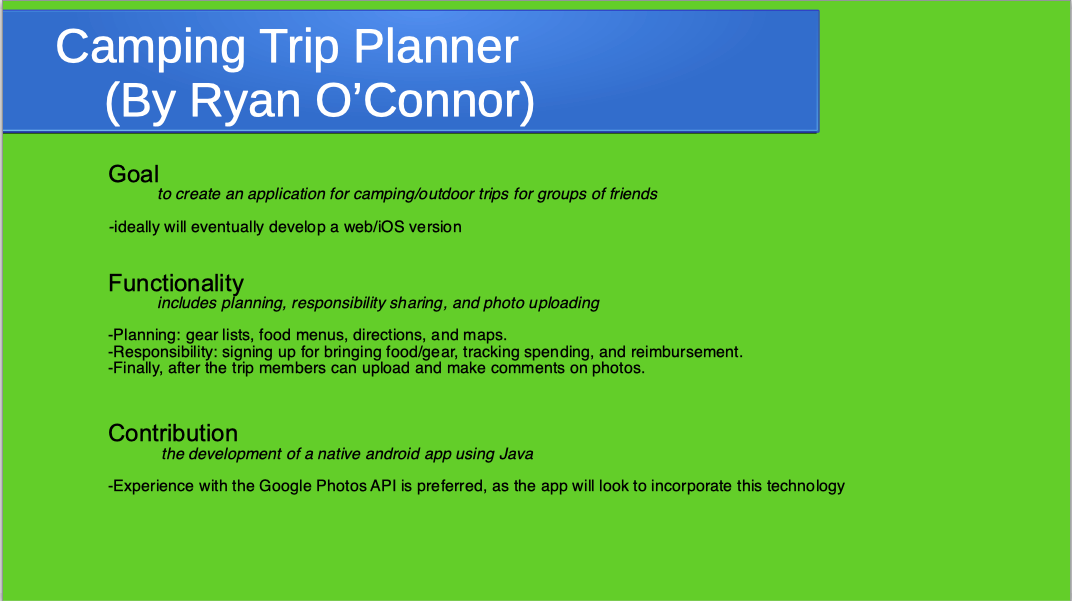 Camping Trip Planner
(By Ryan O’Connor)
Goal
to create an application for camping/outdoor trips for groups of friends
-ideally will eventually develop a web/iOS version
Functionality
includes planning, responsibility sharing, and photo uploading
-Planning: gear lists, food menus, directions, and maps.
-Responsibility: signing up for bringing food/gear, tracking spending, and reimbursement.
-Finally, after the trip members can upload and make comments on photos.
Contribution
the development of a native android app using Java
-Experience with the Google Photos API is preferred, as the app will look to incorporate this technology